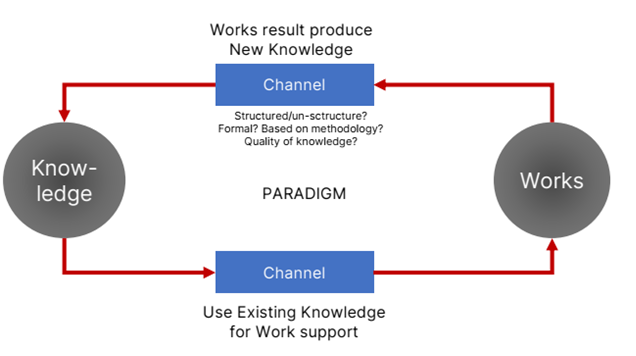 Works result produce
New Knowledge
Channel
Structured/un-sctructure?
Formal? Based on methodology?
Quality of knowledge?
Know-
ledge
PARADIGM
Works
Channel
Use Existing Knowledge
for Work support